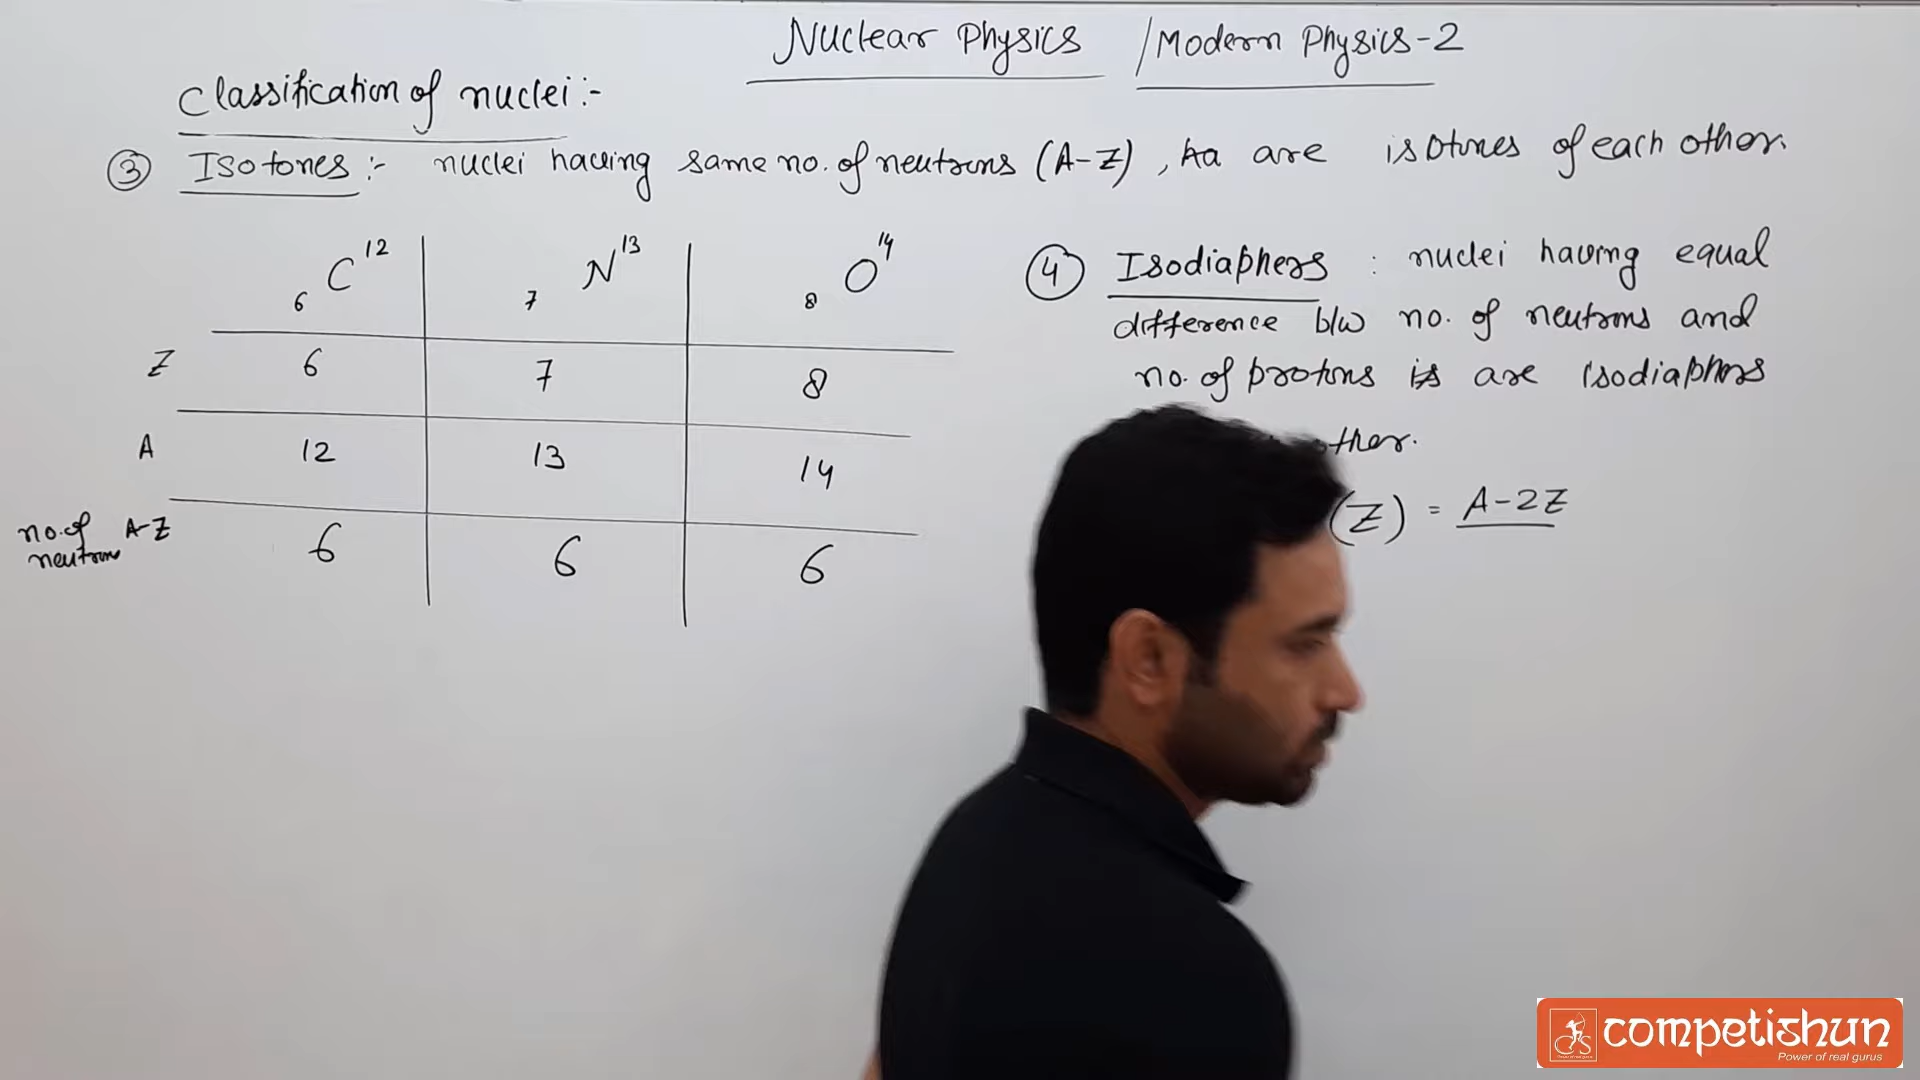 Nuclear Physics / Modern Physics-2
Classification of nuclei :-
③ Isotones :- nuclei having same no. of neutrons (A-Z), are isotones of each other.
₆C¹² ₇N¹³ ₈O¹⁴
Z 6 7 8
A 12 13 14
no. of neutrons A-Z 6 6 6
④ Isodiaphers : nuclei having equal
difference b/w no. of neutrons and
no. of protons are isodiaphers
other.
(Z) = A-2Z
competishun
Power of real gurus